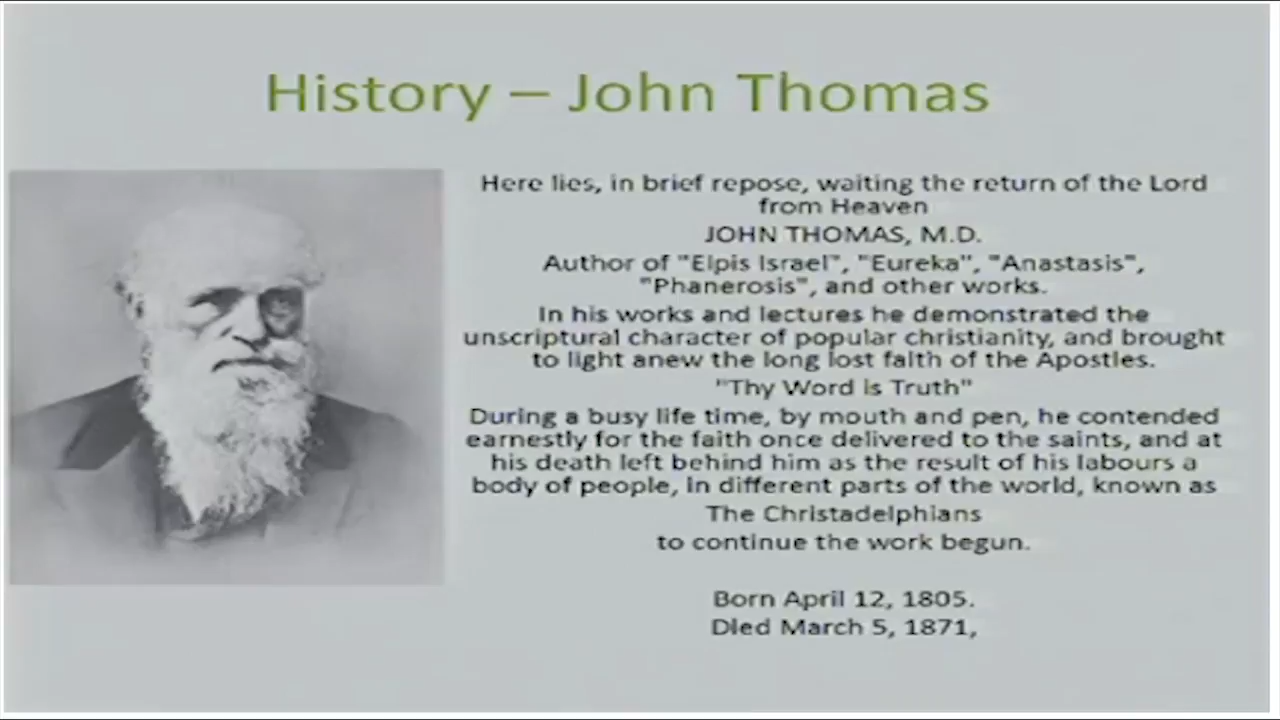 History – John Thomas
Here lies, in brief repose, waiting the return of the Lord
from Heaven
JOHN THOMAS, M.D.
Author of "Elpis Israel", "Eureka", "Anastasis",
"Phanerosis", and other works.
In his works and lectures he demonstrated the
unscriptural character of popular christianity, and brought
to light anew the long lost faith of the Apostles.
"Thy Word is Truth"
During a busy life time, by mouth and pen, he contended
earnestly for the faith once delivered to the saints, and at
his death left behind him as the result of his labours a
body of people, in different parts of the world, known as
The Christadelphians
to continue the work begun.
Born April 12, 1805.
Died March 5, 1871,